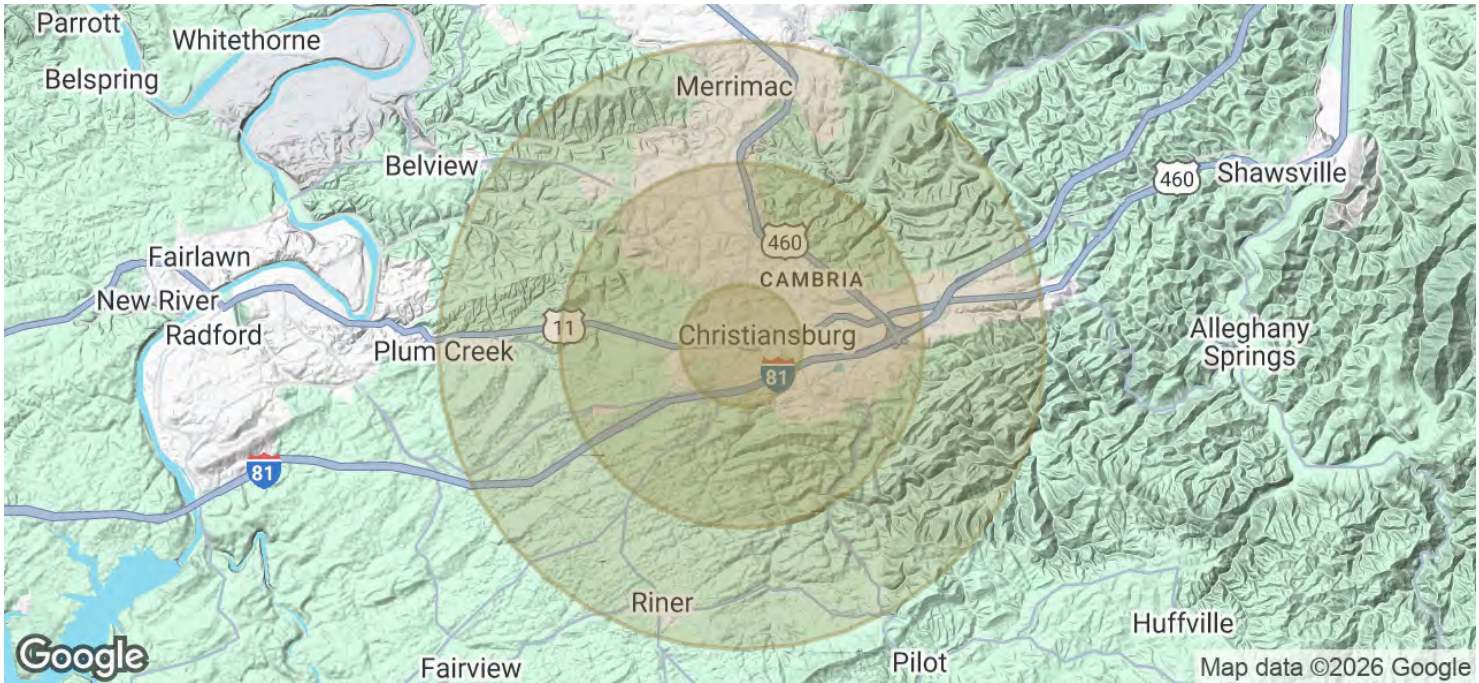 Parrott
Whitethorne
Belspring
Merrimac
Belview
460
Shawsville
460
Fairlawn
CAMBRIA
New River
11
Radford
Christiansburg
Plum Creek
Alleghany
Springs
81
81
Riner
Huffville
Fairview
Pilot
Google
Map data ©2026 Google